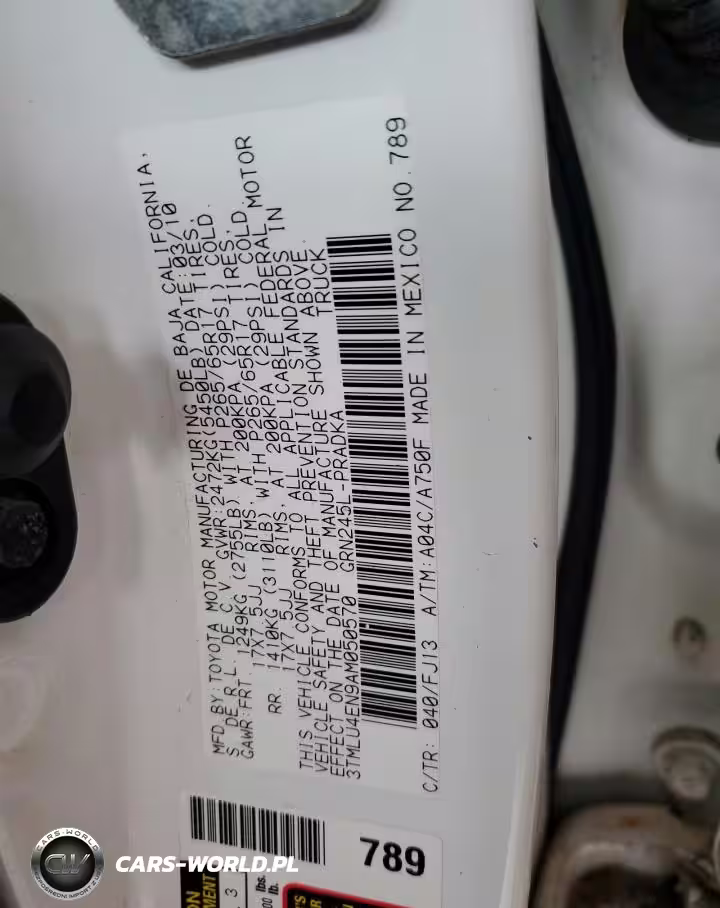 MFD.BY:TOYOTA MOTOR MANUFACTURING DE BAJA CALIFORNIA,
S DE R.L. DE C.V. GVWR:2472KG(5450LB) DATE:03/10
GAWR:FRT. 1249KG (2755LB) WITH P265/65R17 TIRES,
17X7.5JJ RIMS, AT 200KPA (29PSI) COLD.
RR. 1410KG (3110LB) WITH P265/65R17 TIRES,
17X7.5JJ RIMS, AT 200KPA (29PSI) COLD.
THIS VEHICLE CONFORMS TO ALL APPLICABLE FEDERAL MOTOR
VEHICLE SAFETY AND THEFT PREVENTION STANDARDS IN
EFFECT ON THE DATE OF MANUFACTURE SHOWN ABOVE.
3TMLU4EN9AM050570 GRN245L-PRADKA TRUCK
C/TR: 040/FJ13 A/TM:A04C/A750F MADE IN MEXICO NO.789
789
CARS-WORLD
CW
CARS-WORLD.PL